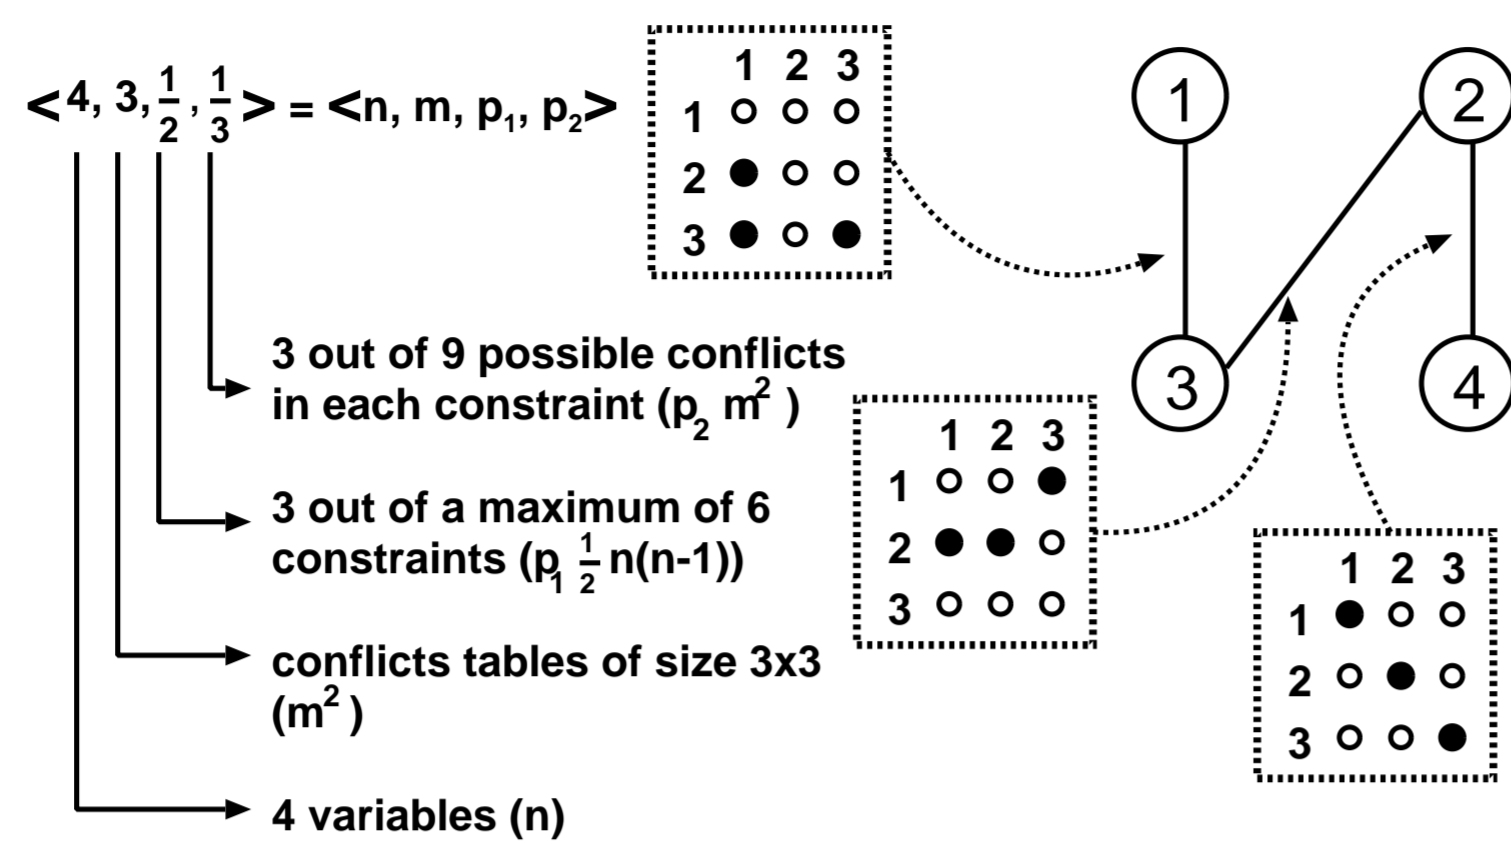 <4, 3, 1/2, 1/3> = <n, m, p₁, p₂>
1 2 3
1
2
3
1
2
3
4
3 out of 9 possible conflicts
in each constraint (p₂ m²)
3 out of a maximum of 6
constraints (p₁ 1/2 n(n-1))
conflicts tables of size 3x3
(m²)
4 variables (n)
1 2 3
1
2
3
1 2 3
1
2
3